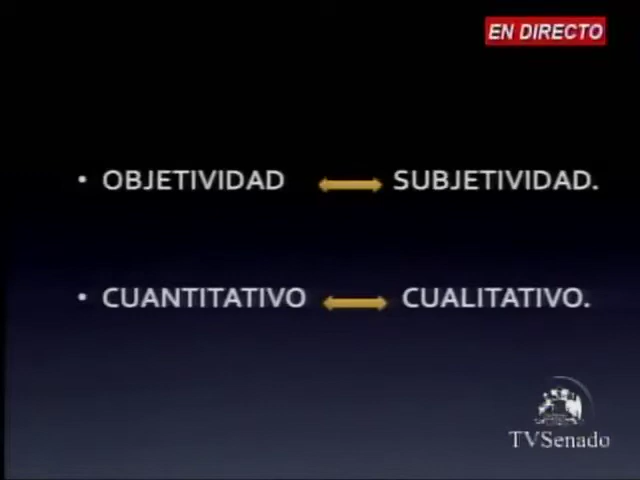 EN DIRECTO
• OBJETIVIDAD SUBJETIVIDAD.
• CUANTITATIVO CUALITATIVO.
TVSenado